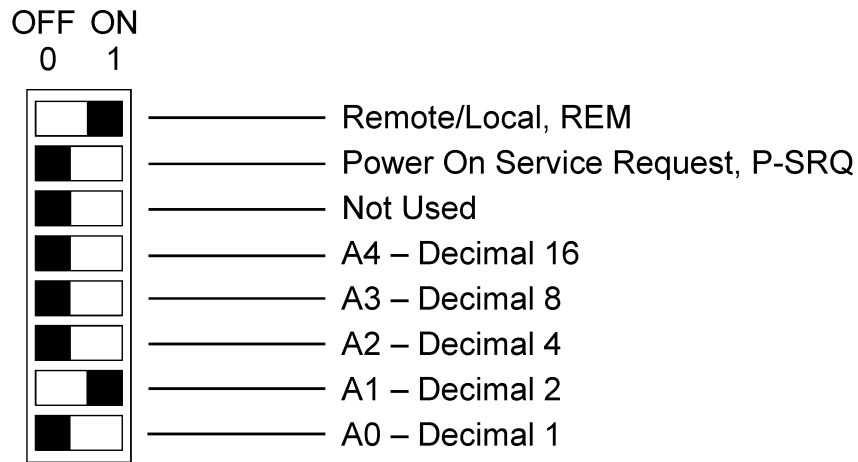 OFF ON
0 1
Remote/Local, REM
Power On Service Request, P-SRQ
Not Used
A4 – Decimal 16
A3 – Decimal 8
A2 – Decimal 4
A1 – Decimal 2
A0 – Decimal 1